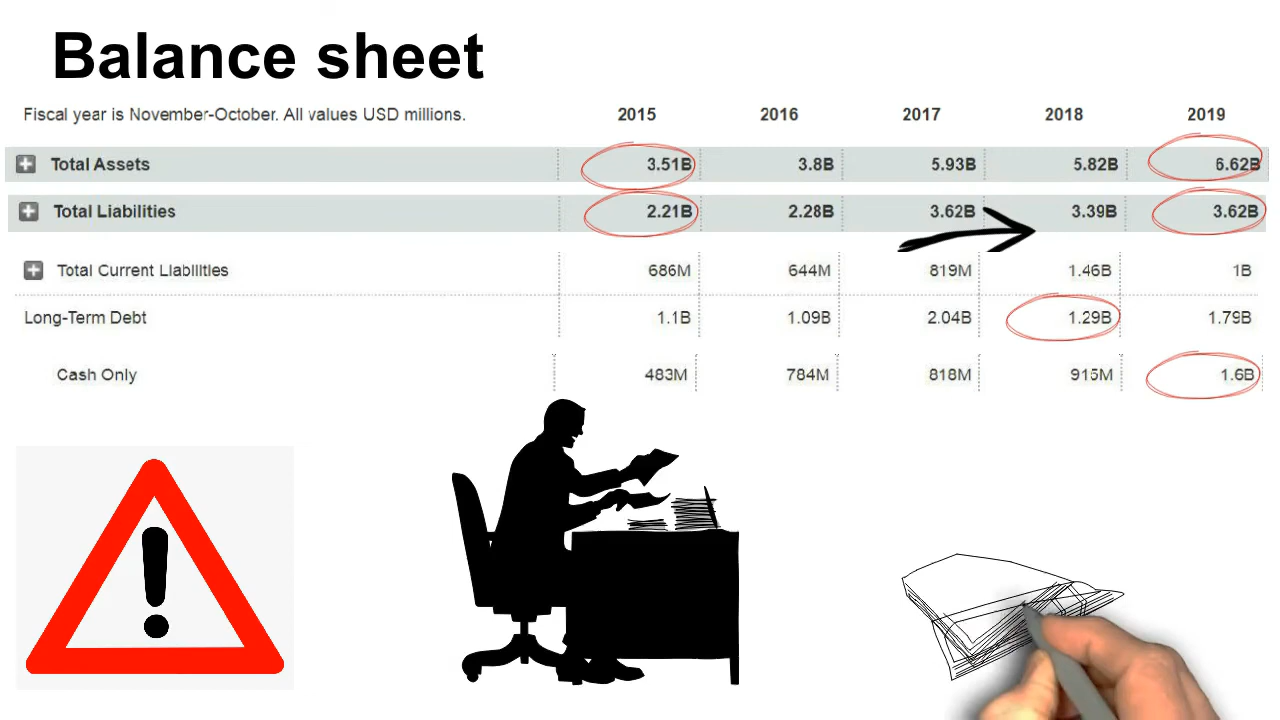 Balance sheet
Fiscal year is November-October. All values USD millions. 2015 2016 2017 2018 2019
Total Assets 3.51B 3.8B 5.93B 5.82B 6.62B
Total Liabilities 2.21B 2.28B 3.62B 3.39B 3.62B
Total Current Liabilities 686M 644M 819M 1.46B 1B
Long-Term Debt 1.1B 1.09B 2.04B 1.29B 1.79B
Cash Only 483M 784M 818M 915M 1.6B